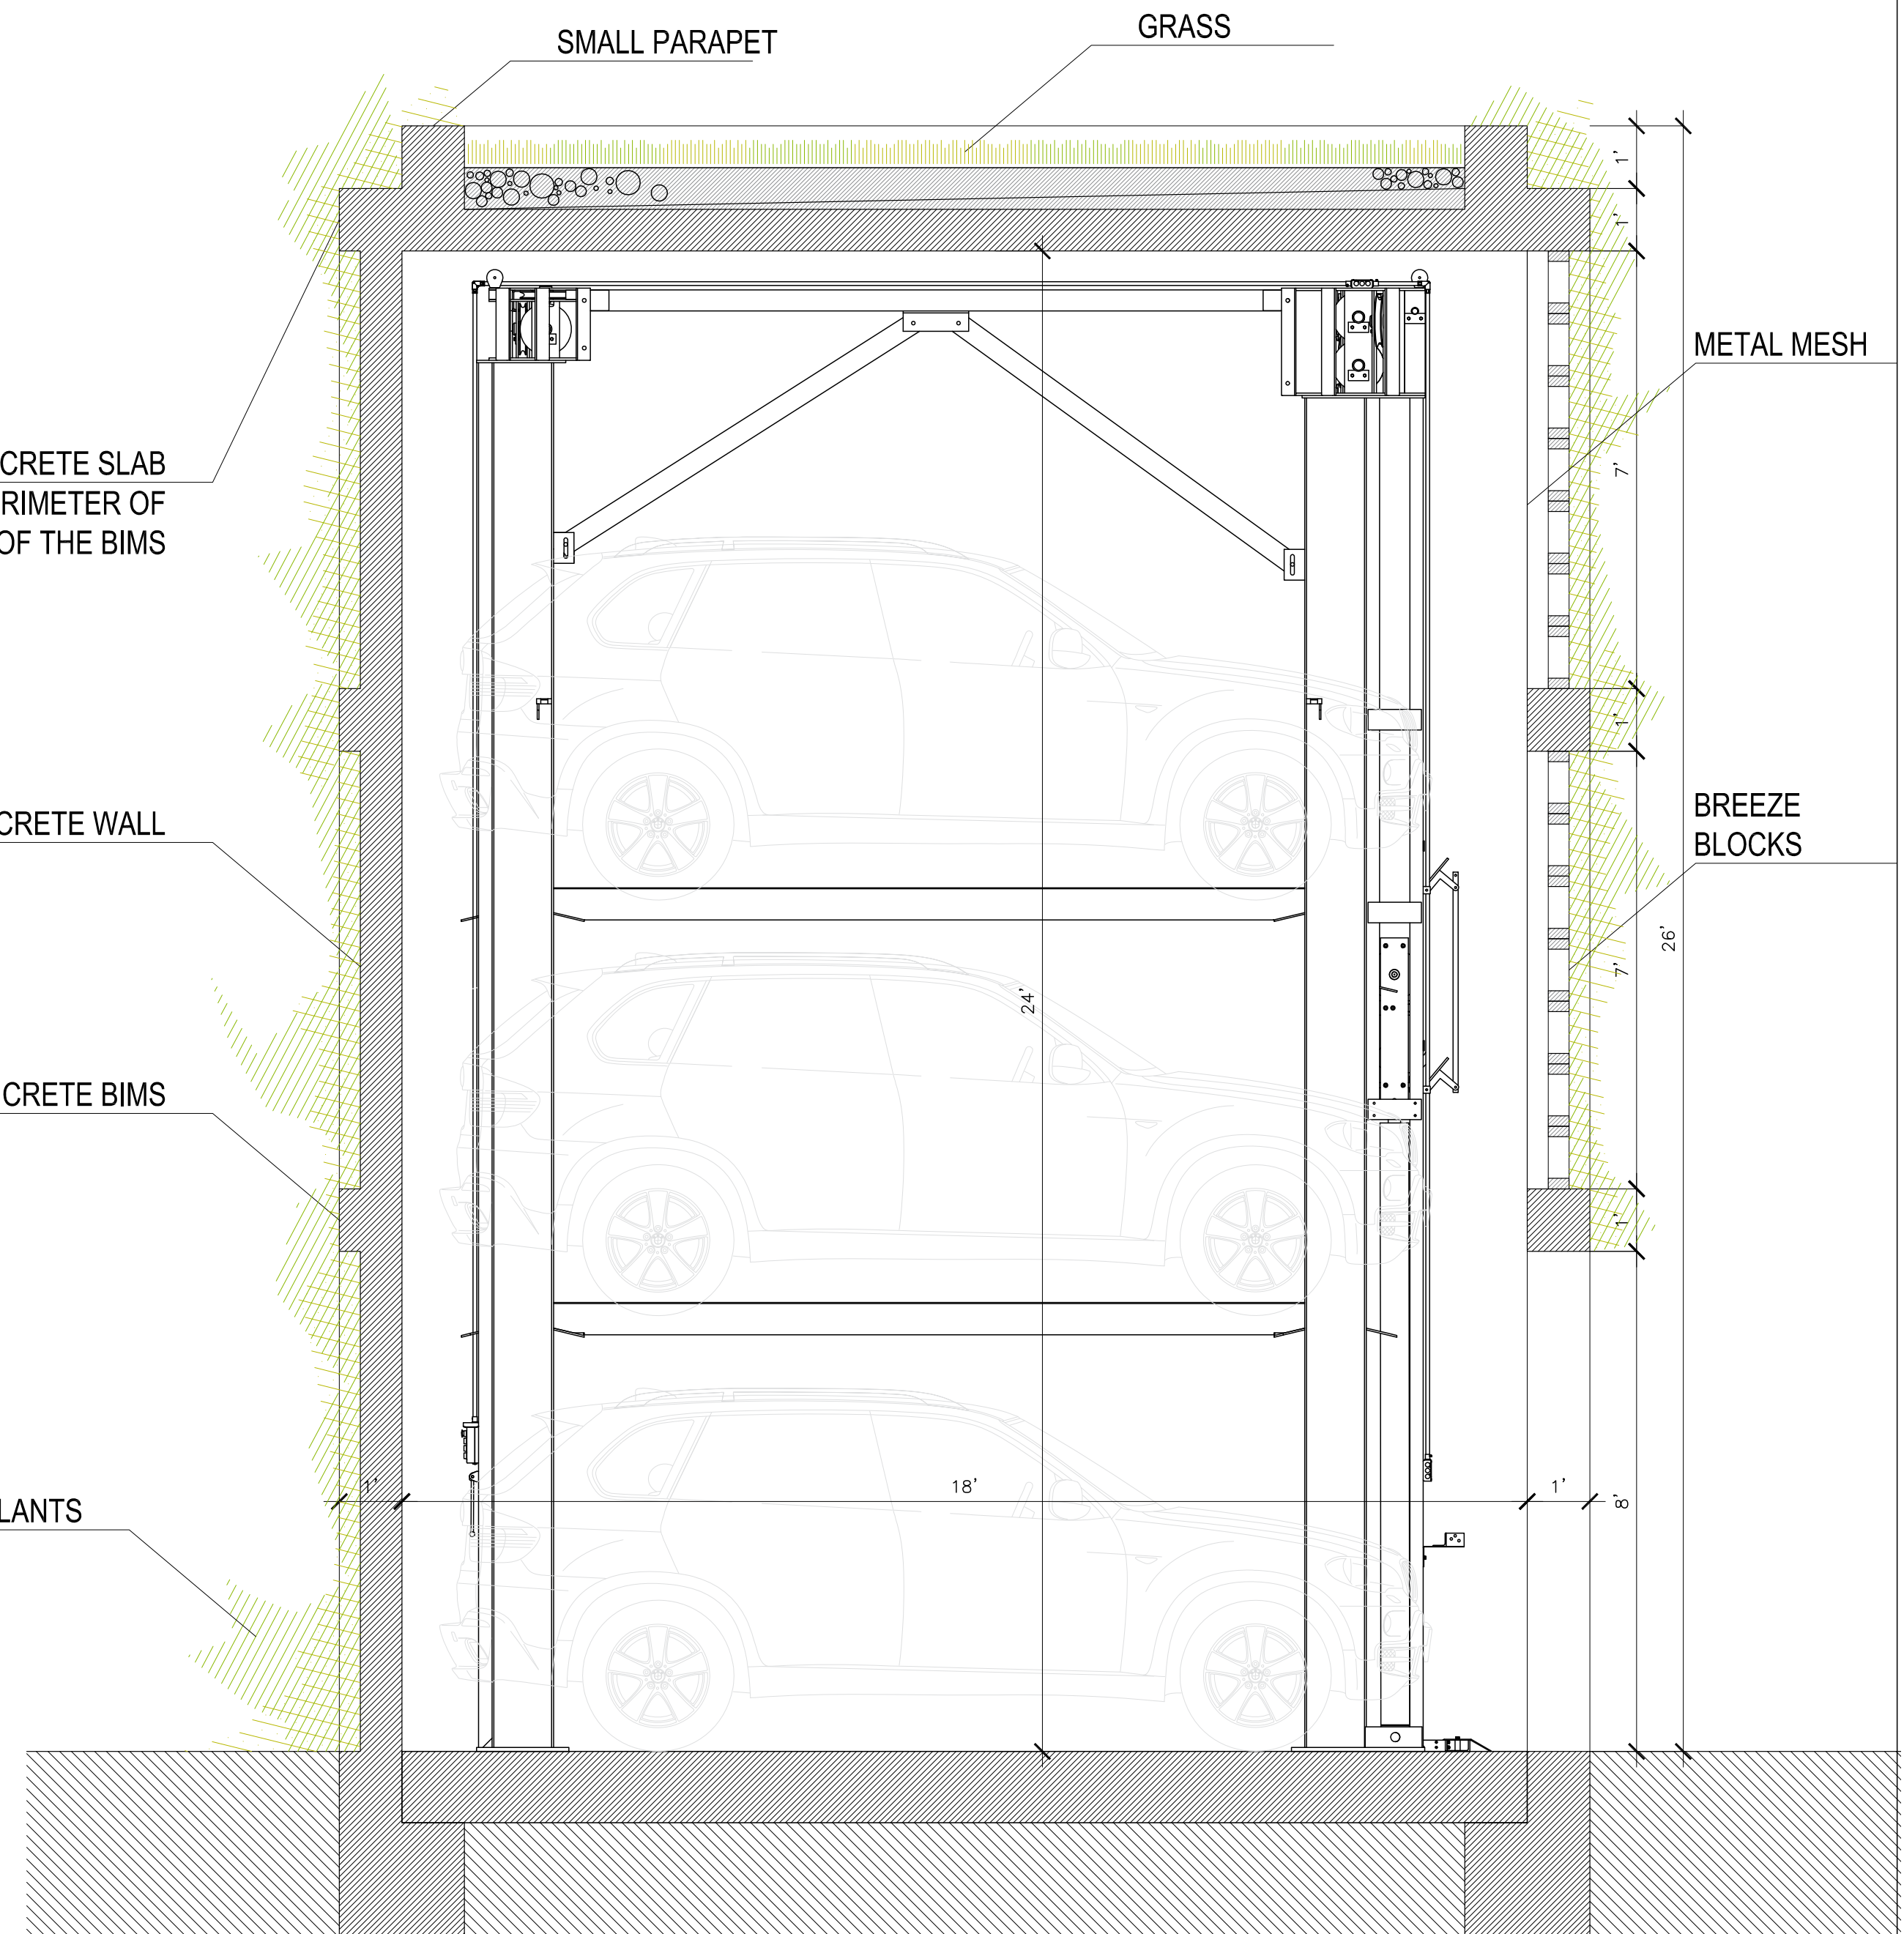 SMALL PARAPET
GRASS
1'
1'
METAL MESH
CRETE SLAB
RIMETER OF
OF THE BIMS
7'
1'
CRETE WALL
BREEZE
BLOCKS
26'
7'
24'
CRETE BIMS
1'
1'
18'
1'
8'
LANTS